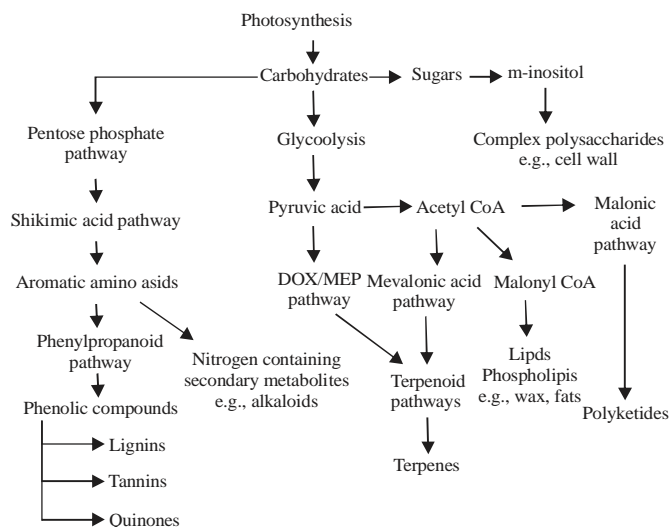 Photosynthesis
Carbohydrates
Sugars
m-inositol
Pentose phosphate
pathway
Glycoolysis
Complex polysaccharides
e.g., cell wall
Shikimic acid pathway
Pyruvic acid
Acetyl CoA
Malonic
acid
pathway
Aromatic amino asids
DOX/MEP
pathway
Mevalonic acid
pathway
Malonyl CoA
Phenylpropanoid
pathway
Nitrogen containing
secondary metabolites
e.g., alkaloids
Terpenoid
pathways
Lipds
Phospholipis
e.g., wax, fats
Phenolic compounds
Polyketides
Lignins
Terpenes
Tannins
Quinones